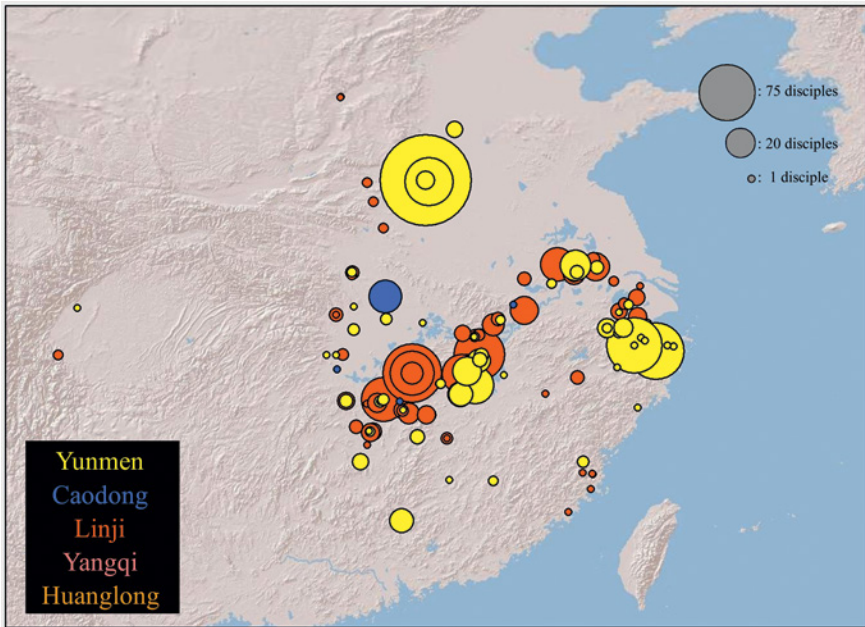 : 75 disciples
: 20 disciples
: 1 disciple
Yunmen
Caodong
Linji
Yangqi
Huanglong